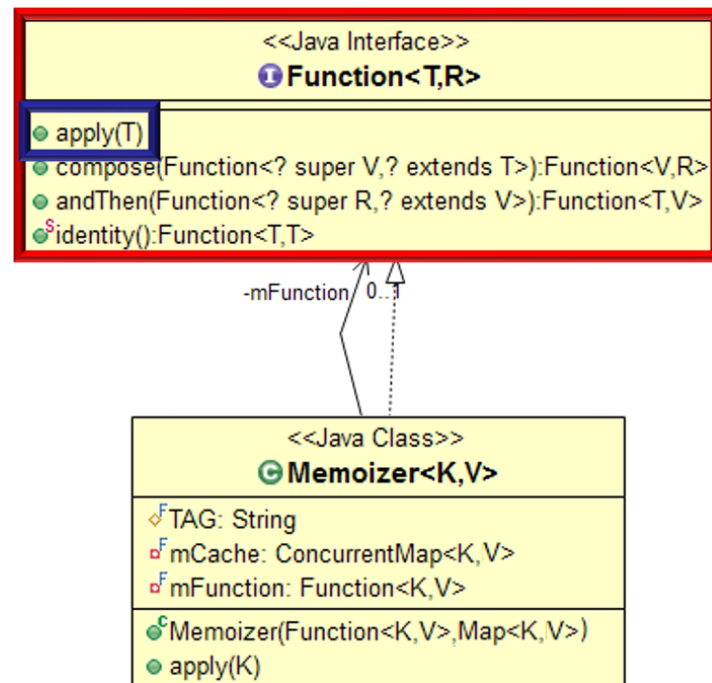 <<Java Interface>>
Function<T,R>
apply(T)
compose(Function<? super V,? extends T>):Function<V,R>
andThen(Function<? super R,? extends V>):Function<T,V>
identity():Function<T,T>
-mFunction 0..1
<<Java Class>>
Memoizer<K,V>
TAG: String
mCache: ConcurrentMap<K,V>
mFunction: Function<K,V>
Memoizer(Function<K,V>,Map<K,V>)
apply(K)